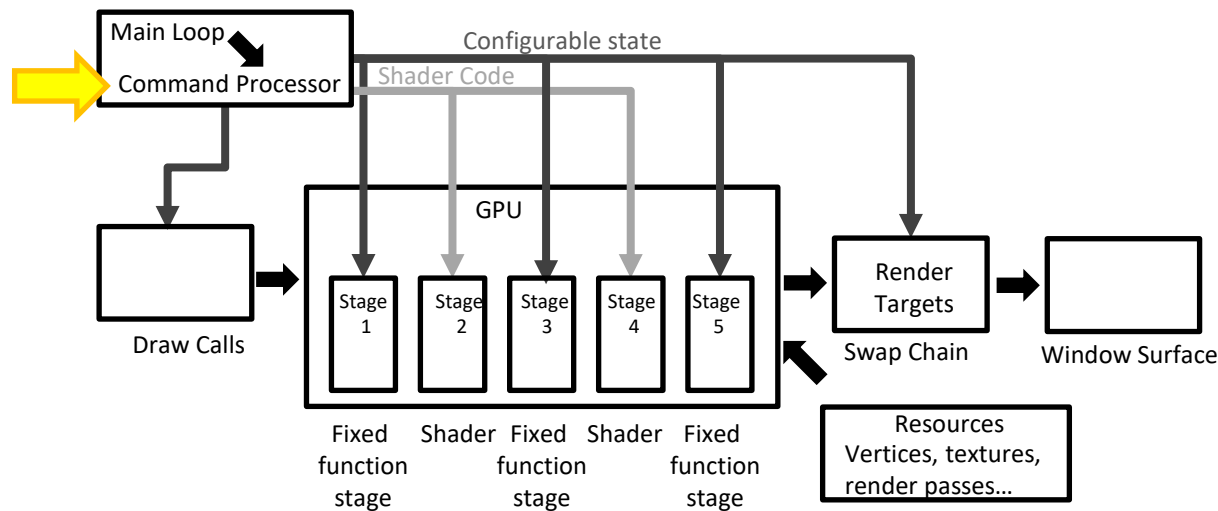 Main Loop
Command Processor
Configurable state
Shader Code
GPU
Stage
1
Stage
2
Stage
3
Stage
4
Stage
5
Render
Targets
Draw Calls
Swap Chain
Window Surface
Fixed
function
stage
Shader
Fixed
function
stage
Shader
Fixed
function
stage
Resources
Vertices, textures,
render passes…